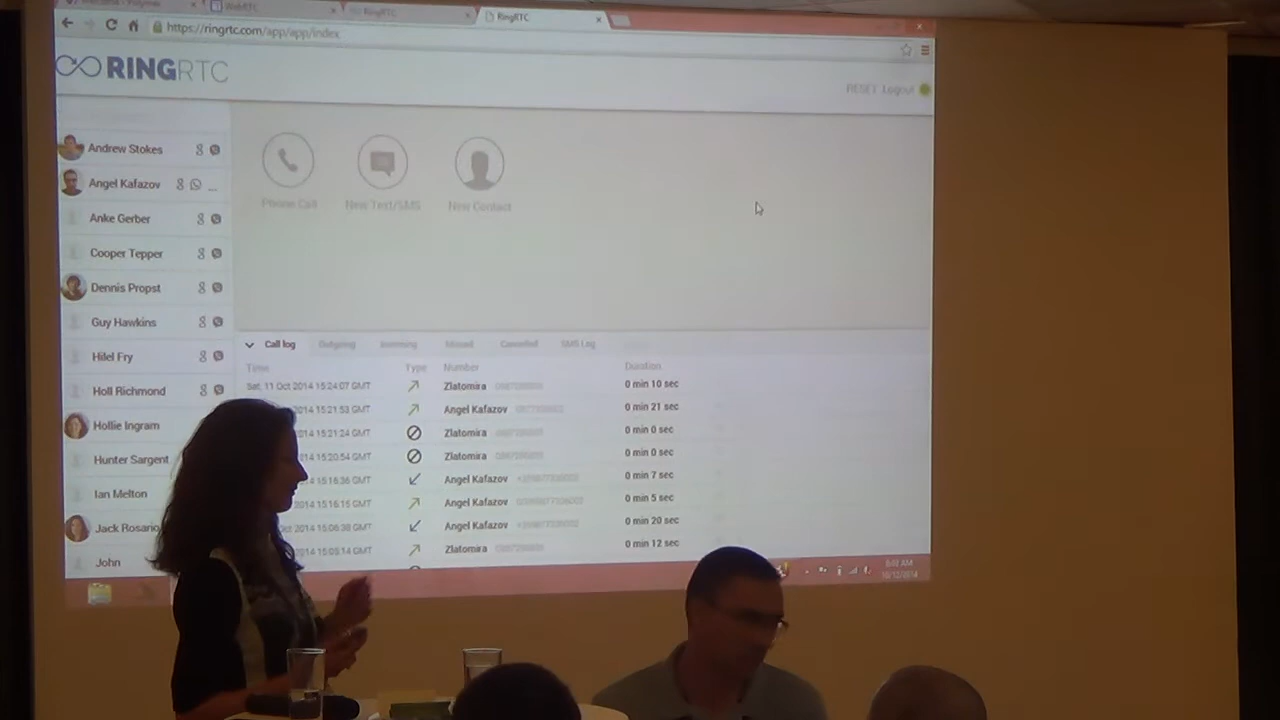 WebRTC
RingRTC
RingRTC
https://ringrtc.com/app/app/index
RINGRTC
RESET Logout
Andrew Stokes
Angel Kafazov ...
Anke Gerber
Cooper Tepper
Dennis Propst
Guy Hawkins
Hilel Fry
Holl Richmond
Hollie Ingram
Hunter Sargent
Ian Melton
Jack Rosario
John
Phone Call New Text/SMS New Contact
Call log Outgoing Incoming Missed Cancelled SMS Log
Time Type Number Duration
Sat, 11 Oct 2014 15:24:07 GMT Zlatomira 0 min 10 sec
2014 15:21:53 GMT Angel Kafazov 0 min 21 sec
2014 15:21:24 GMT Zlatomira 0 min 0 sec
2014 15:20:54 GMT Zlatomira 0 min 0 sec
2014 15:16:36 GMT Angel Kafazov 0 min 7 sec
2014 15:16:15 GMT Angel Kafazov 0 min 5 sec
Oct 2014 15:06:38 GMT Angel Kafazov 0 min 20 sec
2014 15:05:14 GMT Zlatomira 0 min 12 sec
10/12/2014